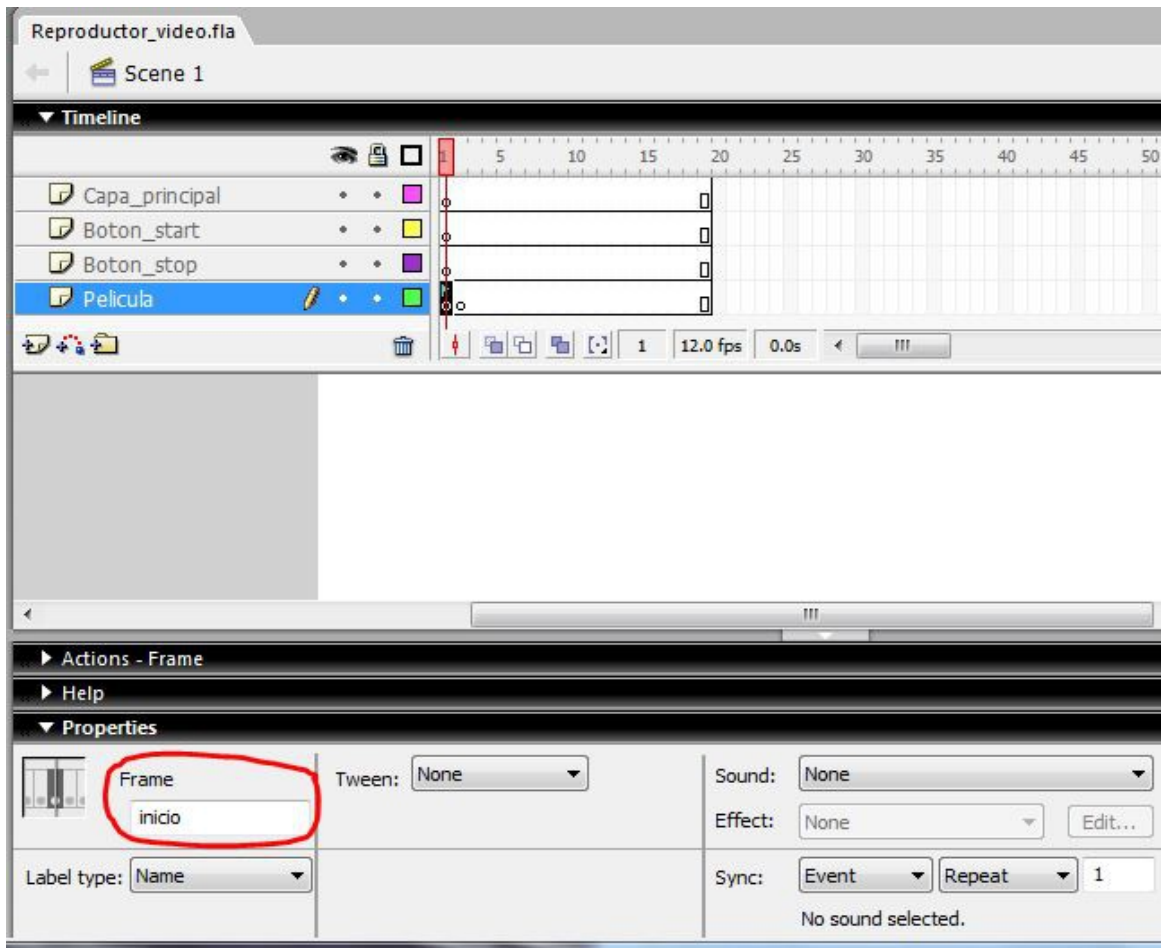 Reproductor_video.fla
Scene 1
Timeline
1 5 10 15 20 25 30 35 40 45 50
Capa_principal
Boton_start
Boton_stop
Pelicula
1 12.0 fps 0.0s
Actions - Frame
Help
Properties
Frame Tween: None Sound: None
inicio Effect: None Edit...
Label type: Name Sync: Event Repeat 1
No sound selected.